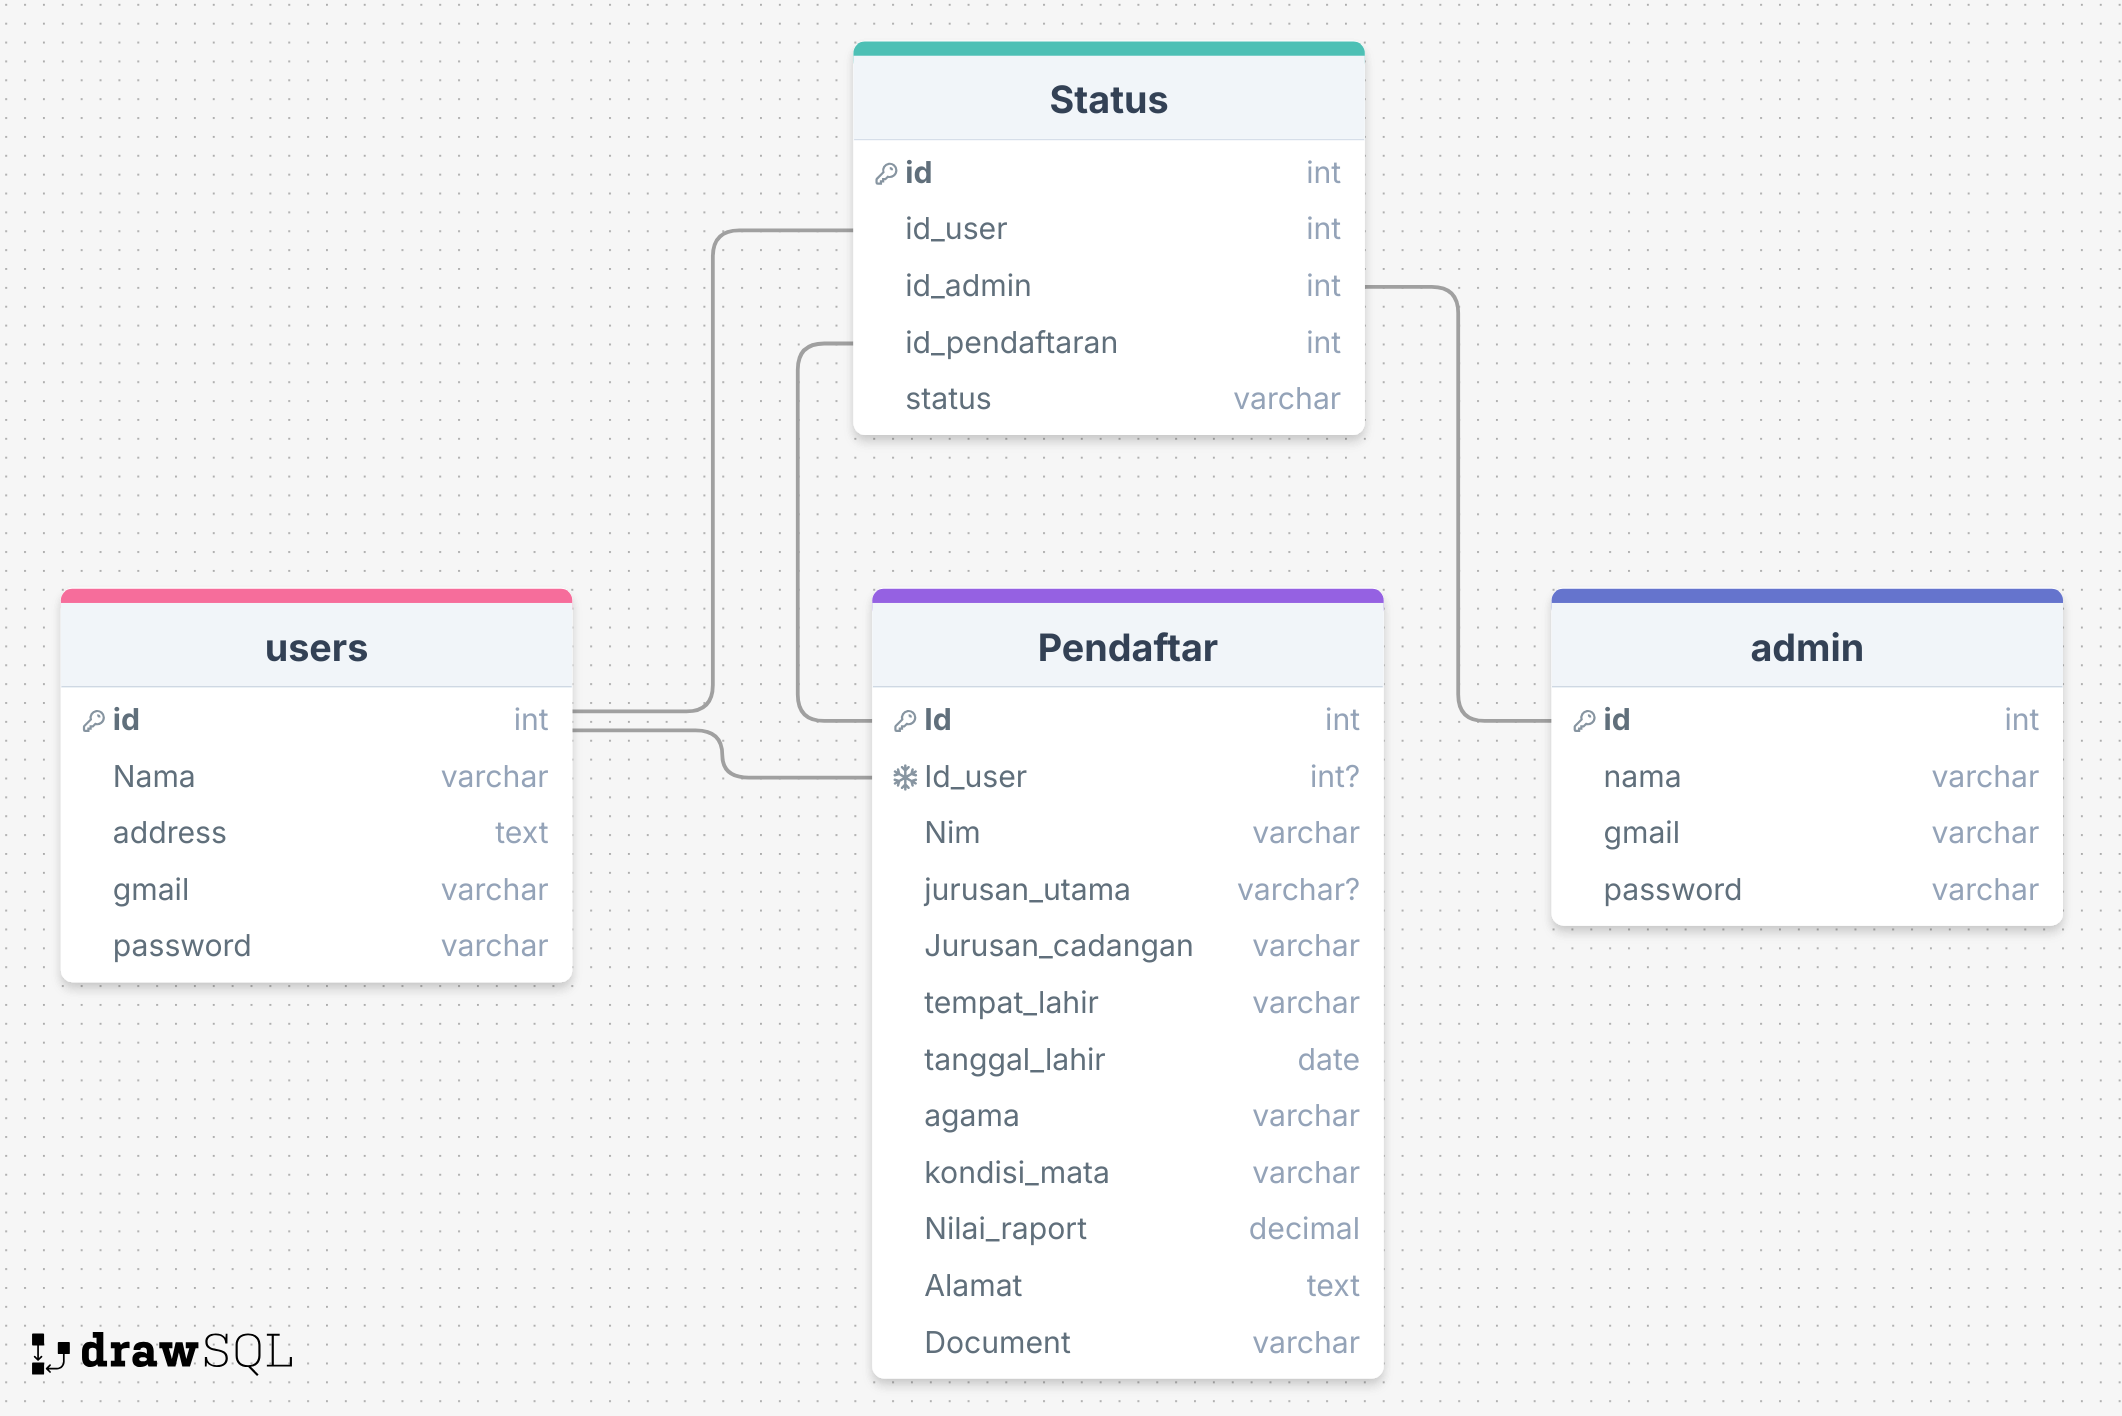 Status
id int
id_user int
id_admin int
id_pendaftaran int
status varchar
users
id int
Nama varchar
address text
gmail varchar
password varchar
Pendaftar
Id int
Id_user int?
Nim varchar
jurusan_utama varchar?
Jurusan_cadangan varchar
tempat_lahir varchar
tanggal_lahir date
agama varchar
kondisi_mata varchar
Nilai_raport decimal
Alamat text
Document varchar
admin
id int
nama varchar
gmail varchar
password varchar
drawSQL